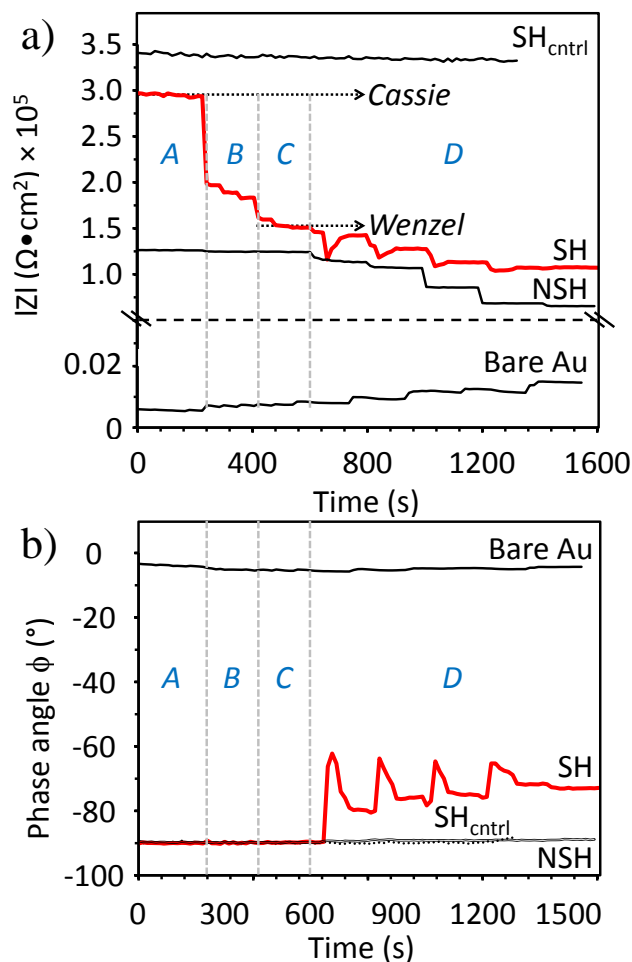 a)
|Z| (Ω•cm²) × 10⁵
3.5
3.0
2.5
2.0
1.5
1.0
0.02
0
SH_cntrl
Cassie
A B C D
Wenzel
SH
NSH
Bare Au
0 400 800 1200 1600
Time (s)
b)
Phase angle ϕ (°)
0
-20
-40
-60
-80
-100
Bare Au
A B C D
SH
SH_cntrl
NSH
0 300 600 900 1200 1500
Time (s)